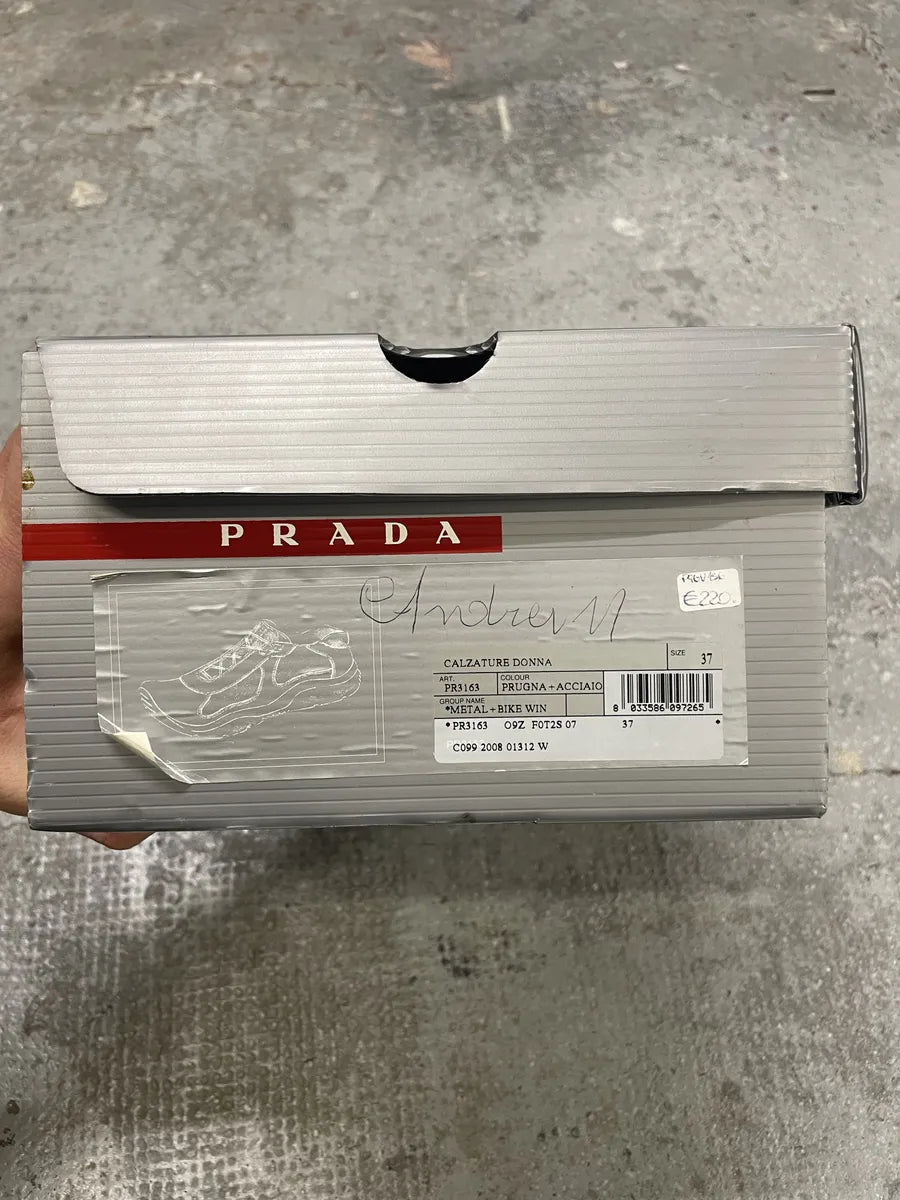 PRADA
€220.
CALZATURE DONNA
SIZE 37
ART. PR3163
COLOUR PRUGNA+ACCIAIO
GROUP NAME *METAL+BIKE WIN
8 033586 097265
*PR3163 O9Z F0T2S 07 37 *
C099 2008 01312 W